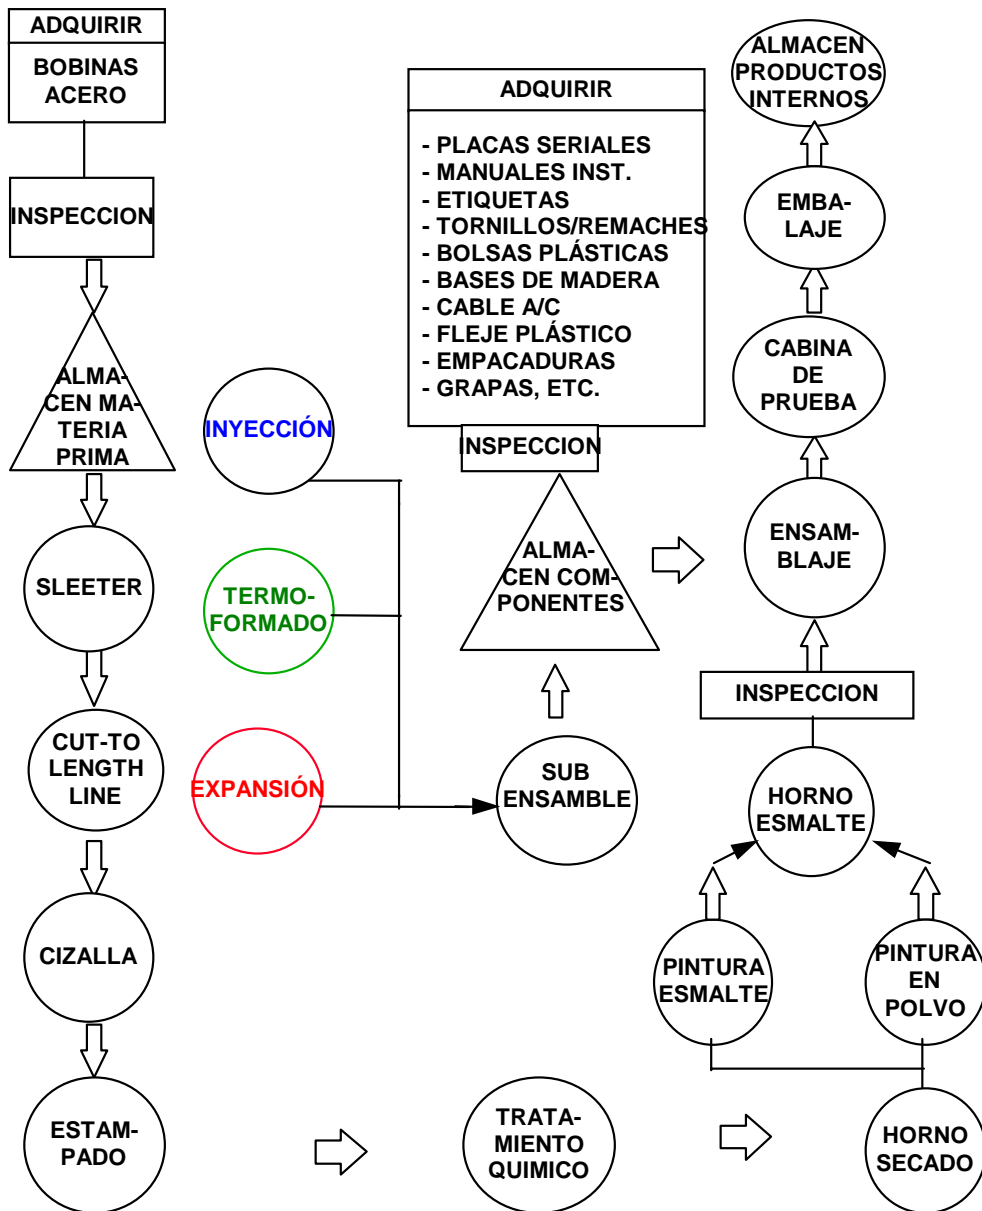 ADQUIRIR
BOBINAS
ACERO
INSPECCION
ALMA-
CEN MA-
TERIA
PRIMA
SLEETER
CUT-TO
LENGTH
LINE
CIZALLA
ESTAM-
PADO
INYECCIÓN
TERMO-
FORMADO
EXPANSIÓN
ADQUIRIR
- PLACAS SERIALES
- MANUALES INST.
- ETIQUETAS
- TORNILLOS/REMACHES
- BOLSAS PLÁSTICAS
- BASES DE MADERA
- CABLE A/C
- FLEJE PLÁSTICO
- EMPACADURAS
- GRAPAS, ETC.
INSPECCION
ALMA-
CEN COM-
PONENTES
SUB
ENSAMBLE
TRATA-
MIENTO
QUIMICO
ALMACEN
PRODUCTOS
INTERNOS
EMBA-
LAJE
CABINA
DE
PRUEBA
ENSAM-
BLAJE
INSPECCION
HORNO
ESMALTE
PINTURA
ESMALTE
PINTURA
EN
POLVO
HORNO
SECADO